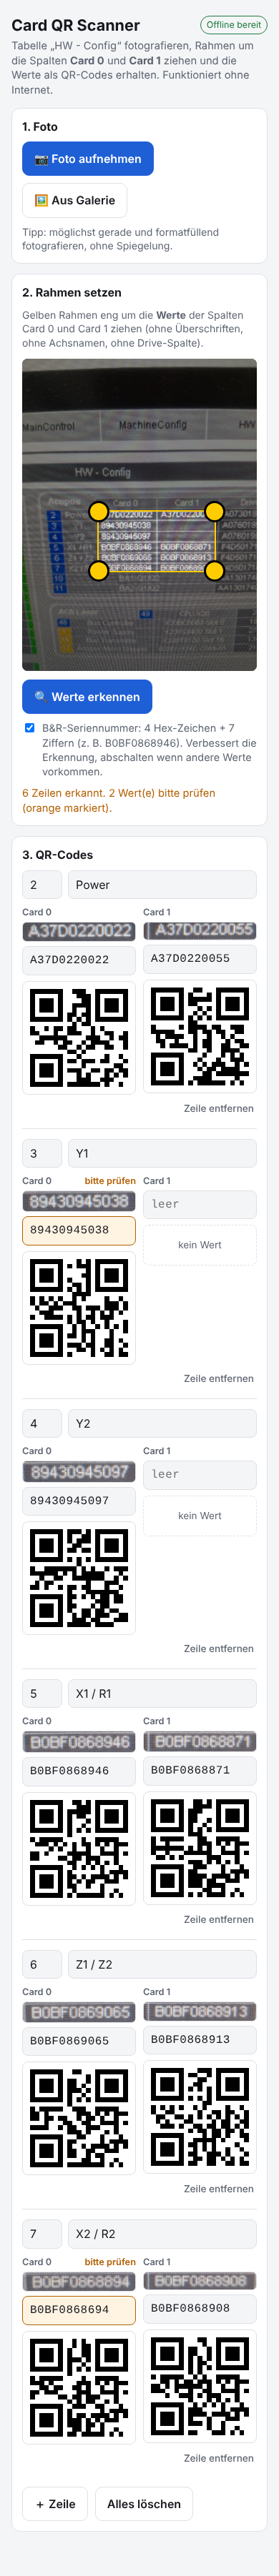 Card QR Scanner
Offline bereit
Tabelle „HW - Config“ fotografieren, Rahmen um
die Spalten Card 0 und Card 1 ziehen und die
Werte als QR-Codes erhalten. Funktioniert ohne
Internet.
1. Foto
📷 Foto aufnehmen
🖼️ Aus Galerie
Tipp: möglichst gerade und formatfüllend
fotografieren, ohne Spiegelung.
2. Rahmen setzen
Gelben Rahmen eng um die Werte der Spalten
Card 0 und Card 1 ziehen (ohne Überschriften,
ohne Achsnamen, ohne Drive-Spalte).
MainControl
MachineConfig
HW
HW - Config
Card 0
Card 1
A37D0220022
89430945038
89430945097
B0BF0868946 B0BF0868871
B0BF0869065 B0BF0868913
🔍 Werte erkennen
B&R-Seriennummer: 4 Hex-Zeichen + 7
Ziffern (z. B. B0BF0868946). Verbessert die
Erkennung, abschalten wenn andere Werte
vorkommen.
6 Zeilen erkannt. 2 Wert(e) bitte prüfen
(orange markiert).
3. QR-Codes
2 Power
Card 0 Card 1
A37D0220022 A37D0220055
A37D0220022 A37D0220055
Zeile entfernen
3 Y1
Card 0 bitte prüfen Card 1
89430945038 leer
89430945038 kein Wert
Zeile entfernen
4 Y2
Card 0 Card 1
89430945097 leer
89430945097 kein Wert
Zeile entfernen
5 X1 / R1
Card 0 Card 1
B0BF0868946 B0BF0868871
B0BF0868946 B0BF0868871
Zeile entfernen
6 Z1 / Z2
Card 0 Card 1
B0BF0869065 B0BF0868913
B0BF0869065 B0BF0868913
Zeile entfernen
7 X2 / R2
Card 0 bitte prüfen Card 1
B0BF0868894 B0BF0868908
B0BF0868694 B0BF0868908
Zeile entfernen
+ Zeile
Alles löschen